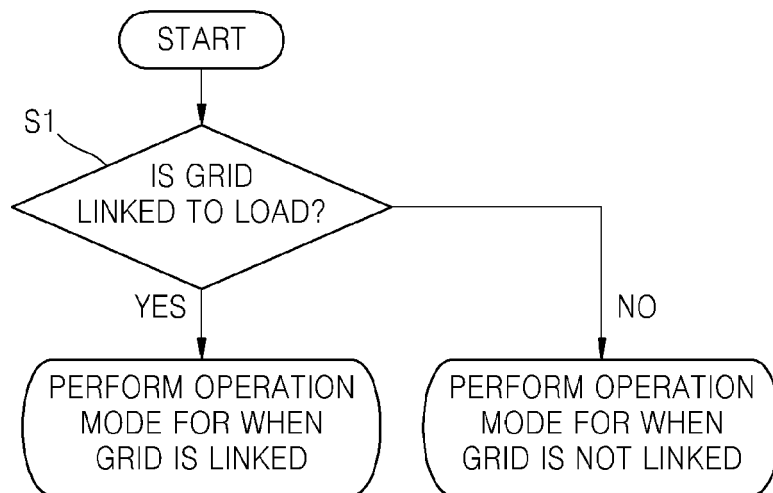 START
S1
IS GRID
LINKED TO LOAD?
YES
NO
PERFORM OPERATION
MODE FOR WHEN
GRID IS LINKED
PERFORM OPERATION
MODE FOR WHEN
GRID IS NOT LINKED